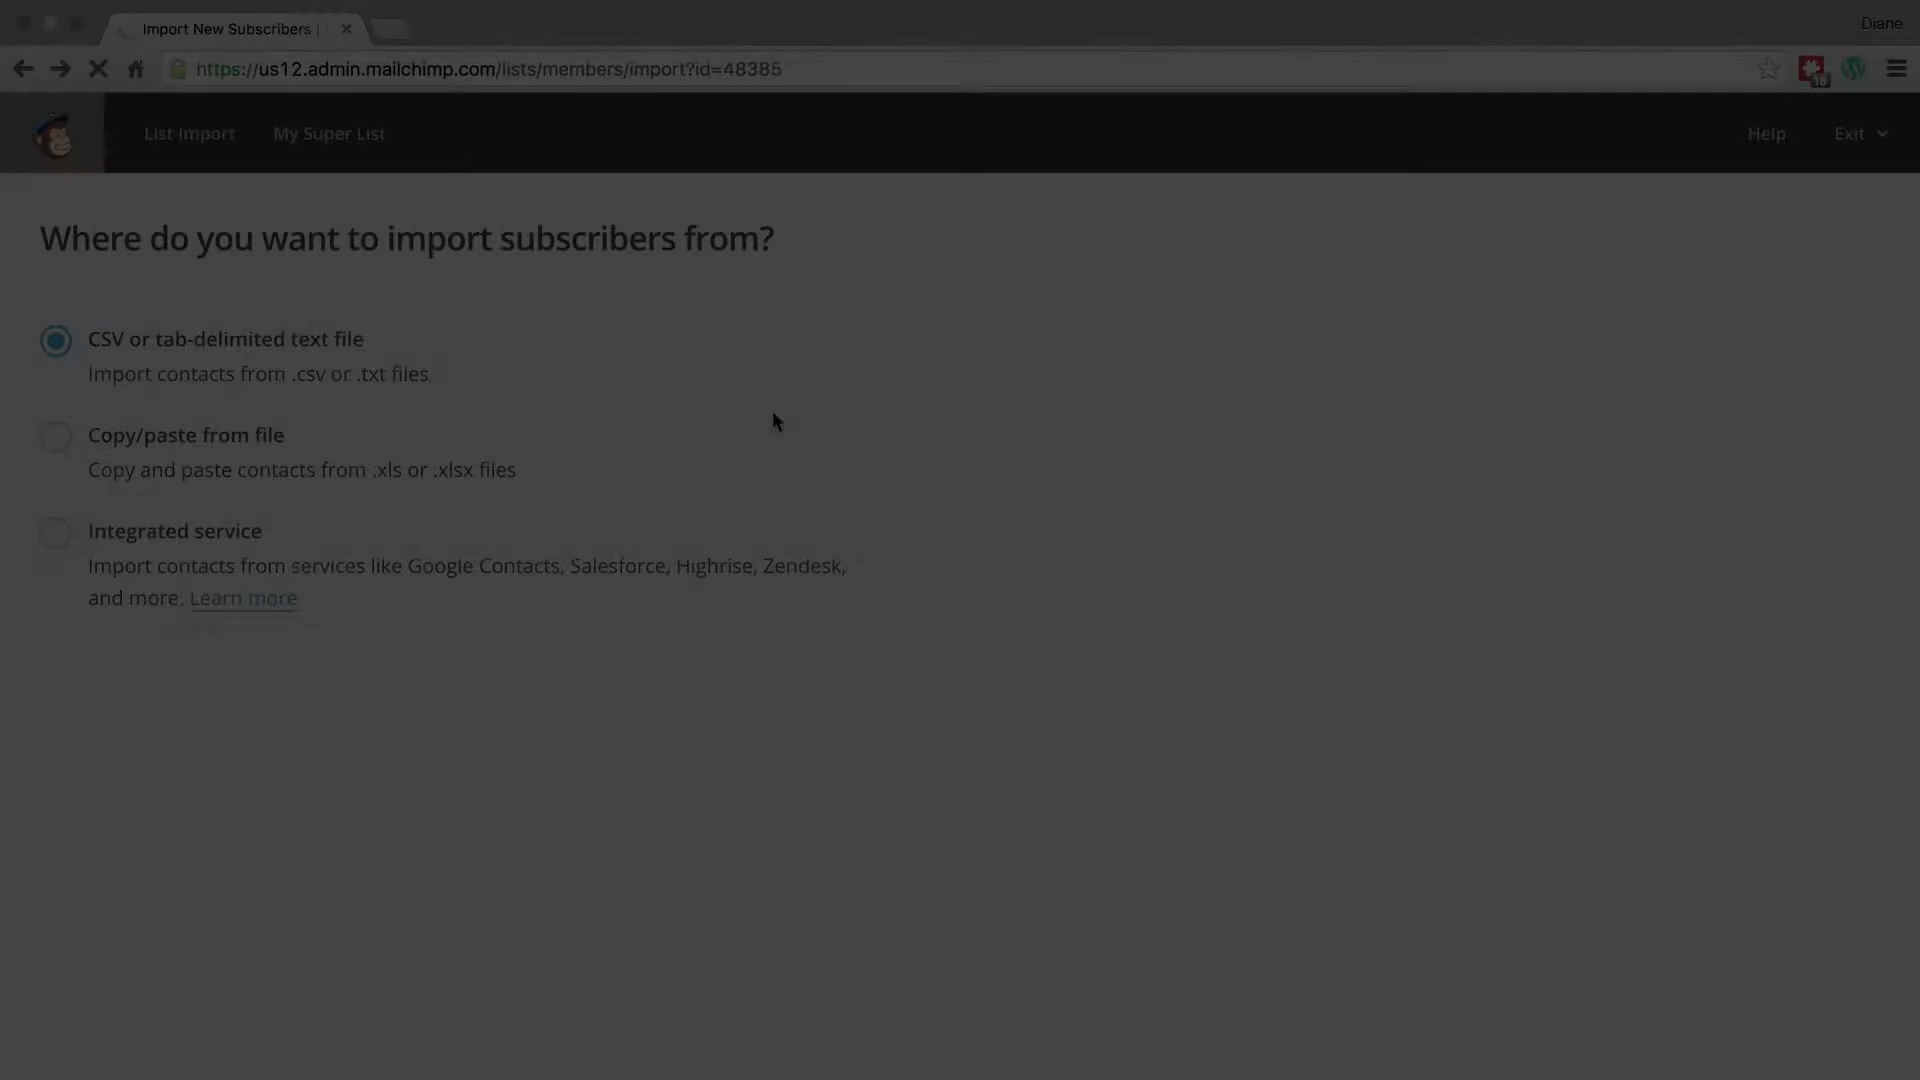 Import New Subscribers |
Diane
https://us12.admin.mailchimp.com/lists/members/import?id=48385
18
List Import My Super List Help Exit
Where do you want to import subscribers from?
CSV or tab-delimited text file
Import contacts from .csv or .txt files
Copy/paste from file
Copy and paste contacts from .xls or .xlsx files
Integrated service
Import contacts from services like Google Contacts, Salesforce, Highrise, Zendesk,
and more. Learn more